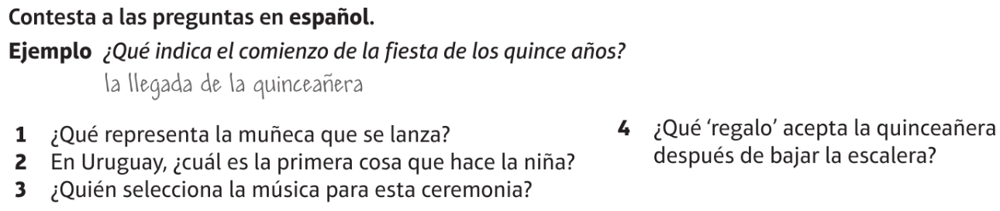 Contesta a las preguntas en español.
Ejemplo ¿Qué indica el comienzo de la fiesta de los quince años?
la llegada de la quinceañera
1 ¿Qué representa la muñeca que se lanza?
2 En Uruguay, ¿cuál es la primera cosa que hace la niña?
3 ¿Quién selecciona la música para esta ceremonia?
4 ¿Qué ‘regalo’ acepta la quinceañera
después de bajar la escalera?